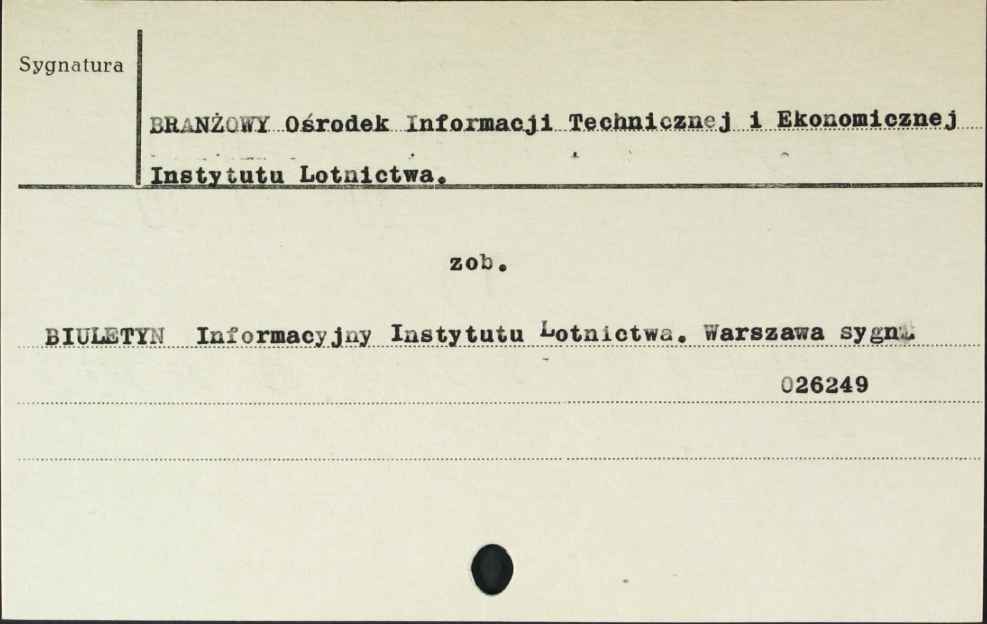 Sygnatura
BRANŻOWY Ośrodek Informacji Technicznej i Ekonomicznej
Instytutu Lotnictwa.
zob.
BIULETYN Informacyjny Instytutu Lotnictwa. Warszawa sygn.
026249